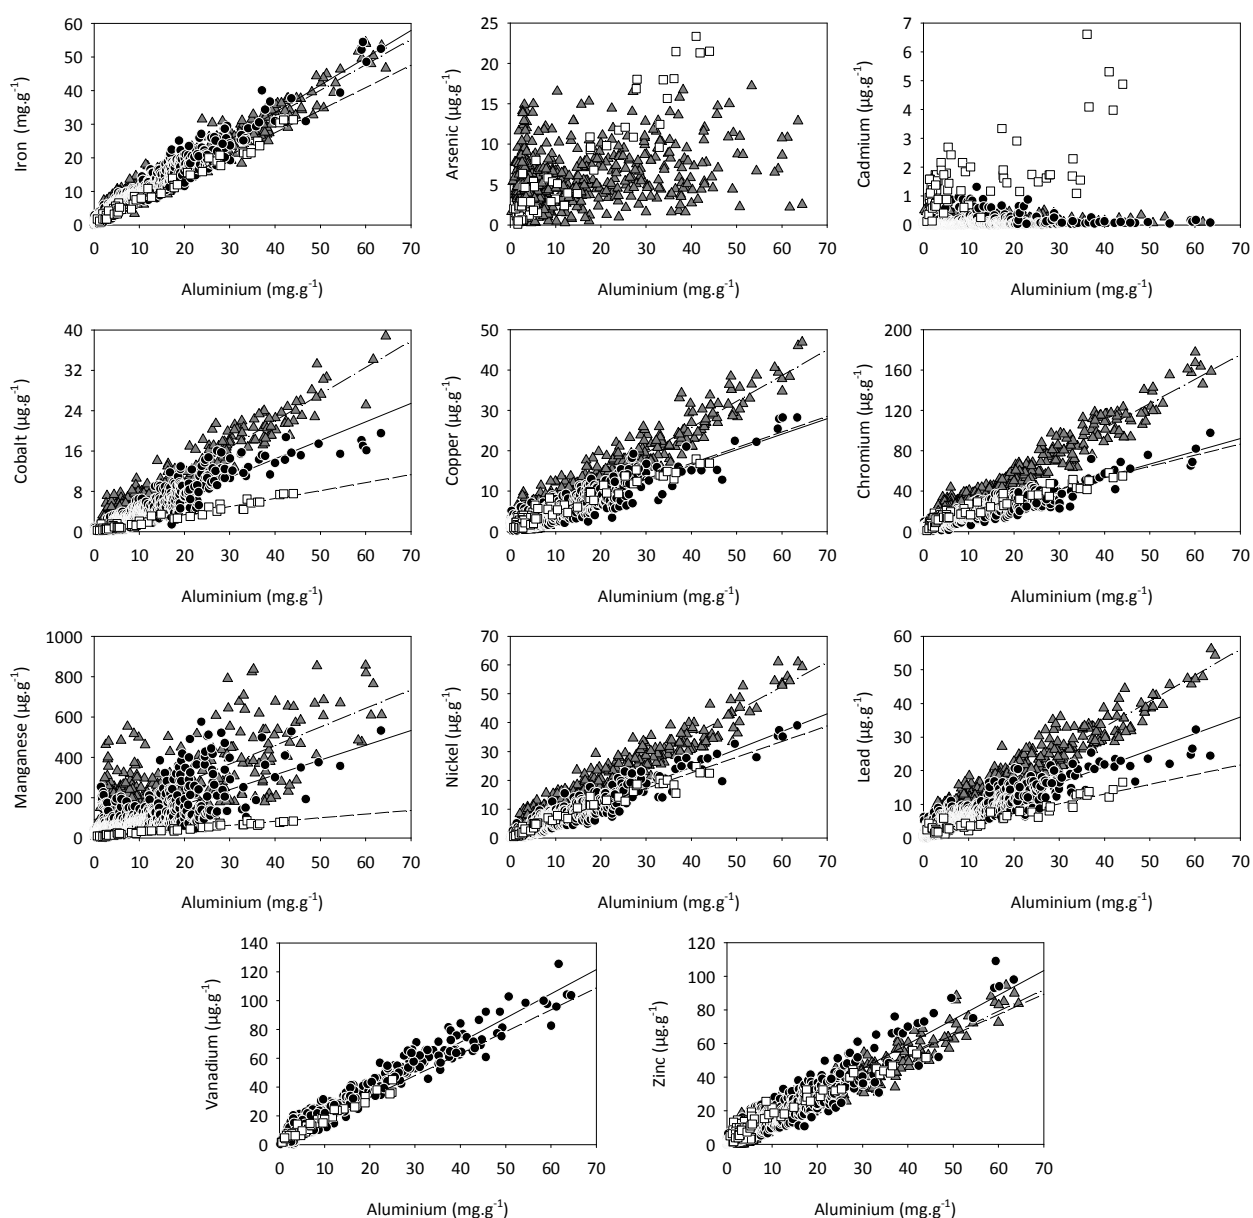 60
50
40
30
20
10
0
Iron (mg.g⁻¹)
0 10 20 30 40 50 60 70
Aluminium (mg.g⁻¹)
25
20
15
10
5
0
Arsenic (µg.g⁻¹)
0 10 20 30 40 50 60 70
Aluminium (mg.g⁻¹)
7
6
5
4
3
2
1
0
Cadmium (µg.g⁻¹)
0 10 20 30 40 50 60 70
Aluminium (mg.g⁻¹)
40
32
24
16
8
0
Cobalt (µg.g⁻¹)
0 10 20 30 40 50 60 70
Aluminium (mg.g⁻¹)
50
40
30
20
10
0
Copper (µg.g⁻¹)
0 10 20 30 40 50 60 70
Aluminium (mg.g⁻¹)
200
160
120
80
40
0
Chromium (µg.g⁻¹)
0 10 20 30 40 50 60 70
Aluminium (mg.g⁻¹)
1000
800
600
400
200
0
Manganese (µg.g⁻¹)
0 10 20 30 40 50 60 70
Aluminium (mg.g⁻¹)
70
60
50
40
30
20
10
0
Nickel (µg.g⁻¹)
0 10 20 30 40 50 60 70
Aluminium (mg.g⁻¹)
60
50
40
30
20
10
0
Lead (µg.g⁻¹)
0 10 20 30 40 50 60 70
Aluminium (mg.g⁻¹)
140
120
100
80
60
40
20
0
Vanadium (µg.g⁻¹)
0 10 20 30 40 50 60 70
Aluminium (mg.g⁻¹)
120
100
80
60
40
20
0
Zinc (µg.g⁻¹)
0 10 20 30 40 50 60 70
Aluminium (mg.g⁻¹)